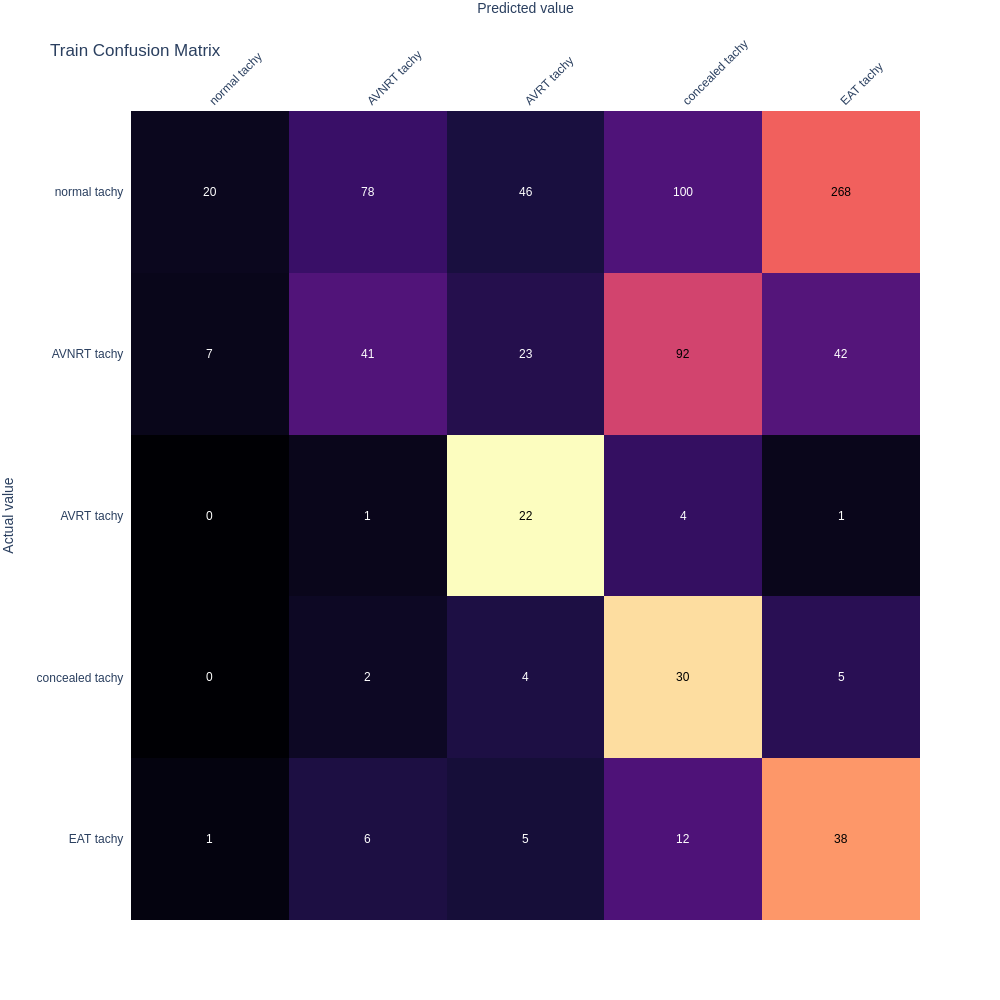 Predicted value
Train Confusion Matrix
normal tachy AVNRT tachy AVRT tachy concealed tachy EAT tachy
normal tachy 20 78 46 100 268
AVNRT tachy 7 41 23 92 42
Actual value
AVRT tachy 0 1 22 4 1
concealed tachy 0 2 4 30 5
EAT tachy 1 6 5 12 38